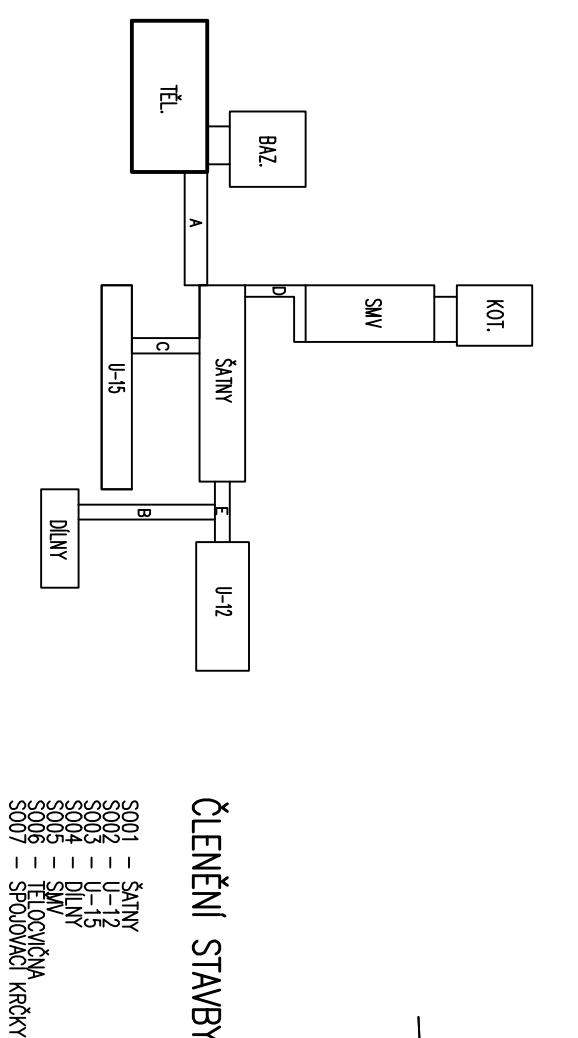 TĚL.
BAZ.
A
D
SMV
KOT.
C
ŠATNY
U-15
E
B
DÍLNY
U-12
ČLENĚNÍ STAVBY
SO01 - ŠATNY
SO02 - U-12
SO03 - U-15
SO04 - DÍLNY
SO05 - SMV
SO06 - TĚLOCVIČNA
SO07 - SPOJOVACÍ KRČKY